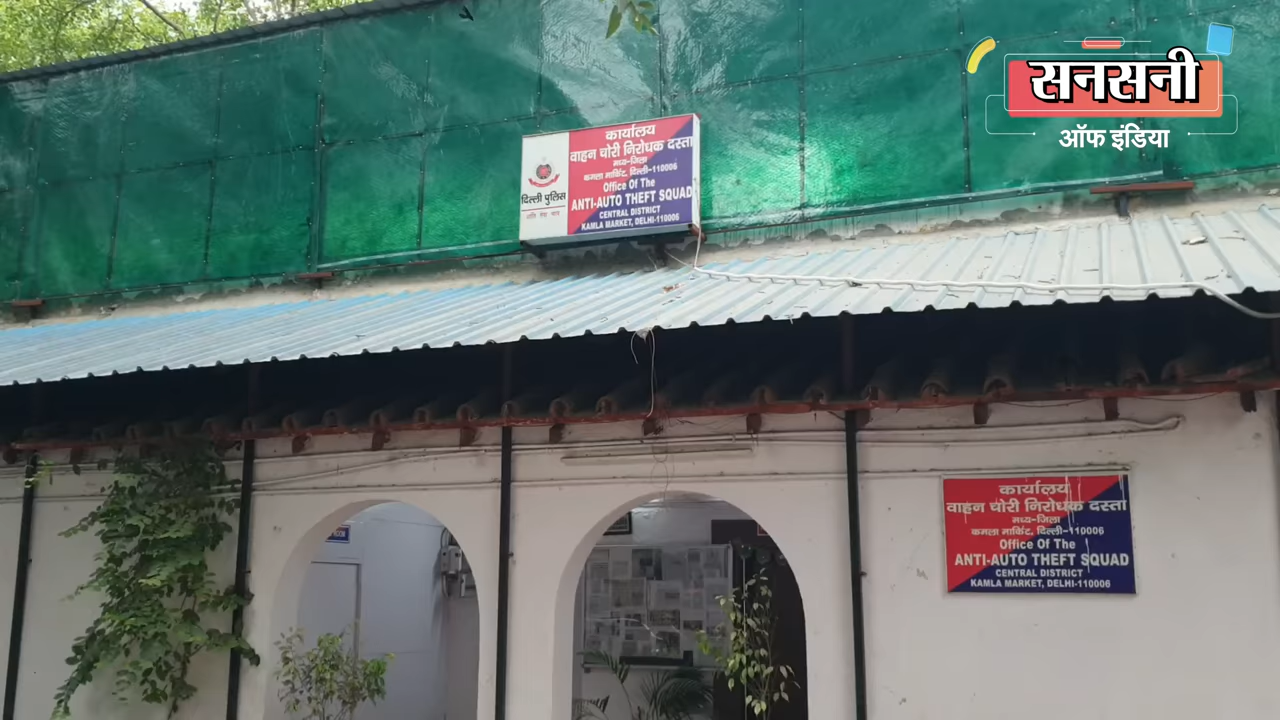 सनसनी
ऑफ इंडिया
कार्यालय
वाहन चोरी निरोधक दस्ता
मध्य-जिला
कमला मार्किट, दिल्ली-110006
Office Of The
ANTI-AUTO THEFT SQUAD
CENTRAL DISTRICT
KAMLA MARKET, DELHI-110006
दिल्ली पुलिस
कार्यालय
वाहन चोरी निरोधक दस्ता
मध्य-जिला
कमला मार्किट, दिल्ली-110006
Office Of The
ANTI-AUTO THEFT SQUAD
CENTRAL DISTRICT
KAMLA MARKET, DELHI-110006